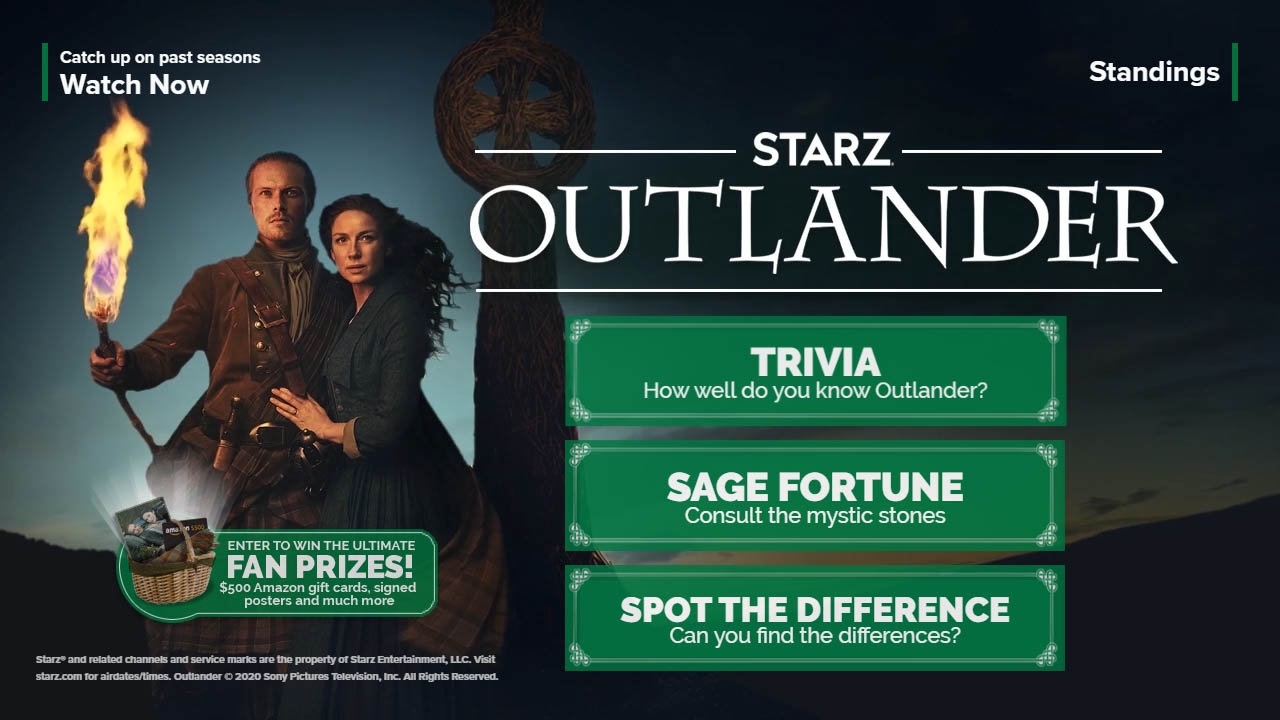 Catch up on past seasons
Watch Now
Standings
STARZ
OUTLANDER
TRIVIA
How well do you know Outlander?
SAGE FORTUNE
Consult the mystic stones
SPOT THE DIFFERENCE
Can you find the differences?
amazon $500
ENTER TO WIN THE ULTIMATE
FAN PRIZES!
$500 Amazon gift cards, signed
posters and much more
Starz® and related channels and service marks are the property of Starz Entertainment, LLC. Visit
starz.com for airdates/times. Outlander © 2020 Sony Pictures Television, Inc. All Rights Reserved.